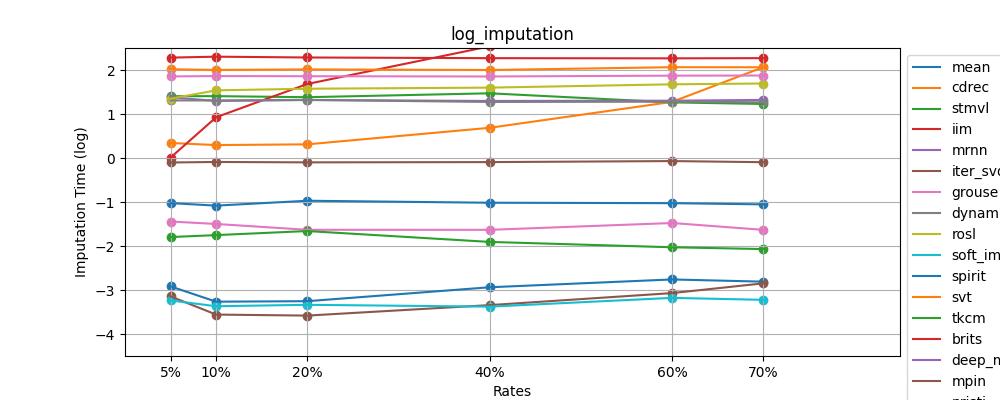 log_imputation
Imputation Time (log)
2
1
0
−1
−2
−3
−4
5%
10%
20%
40%
60%
70%
Rates
mean
cdrec
stmvl
iim
mrnn
grouse
rosl
spirit
svt
tkcm
brits
mpin